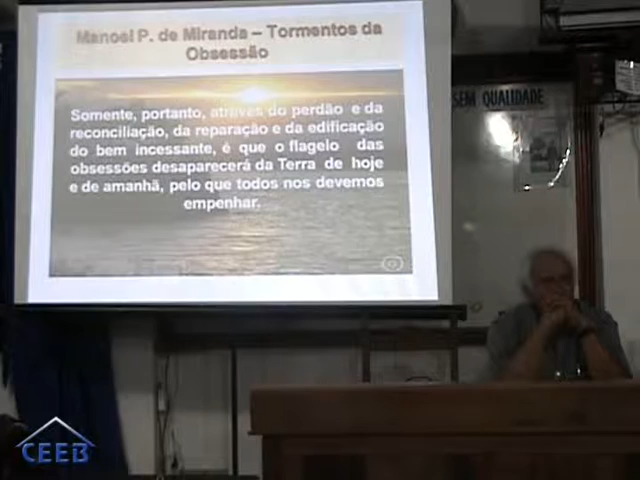 Manoel P. de Miranda – Tormentos da
Obsessão
Somente, portanto, através do perdão e da
reconciliação, da reparação e da edificação
do bem incessante, é que o flagelo das
obsessões desaparecerá da Terra de hoje
e de amanhã, pelo que todos nos devemos
empenhar.
SEM QUALIDADE
CEEB